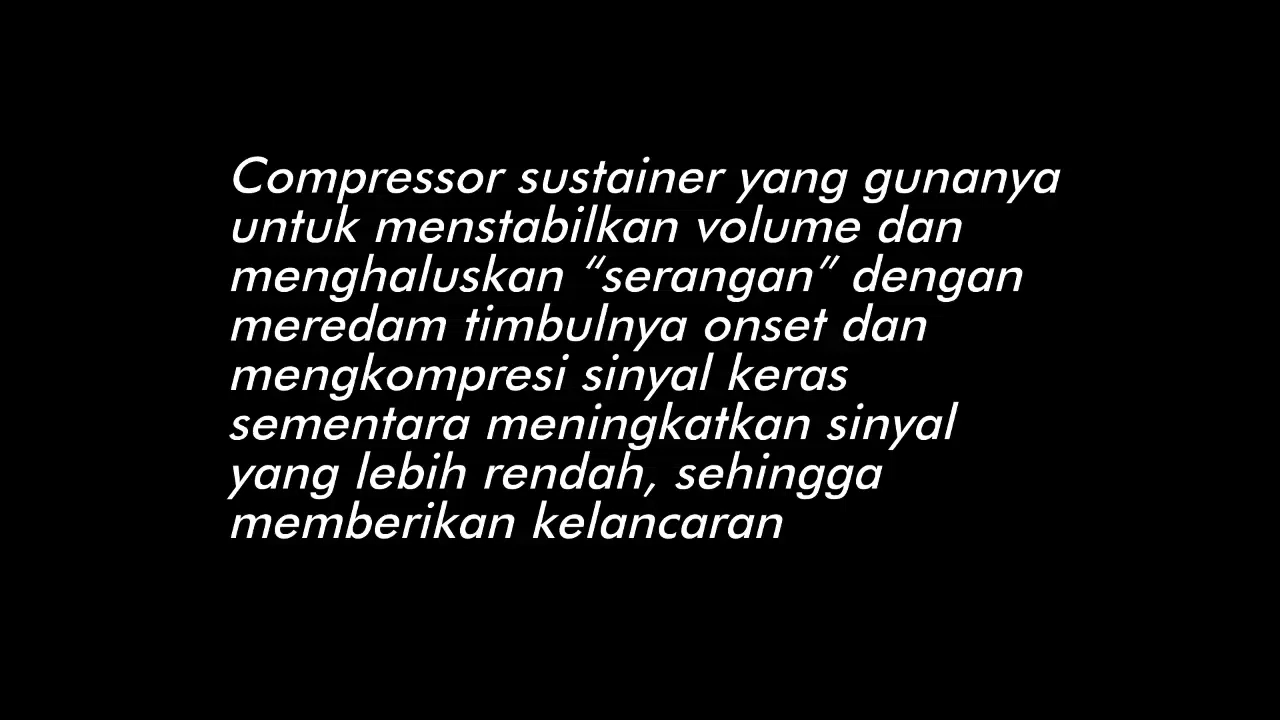 Compressor sustainer yang gunanya
untuk menstabilkan volume dan
menghaluskan “serangan” dengan
meredam timbulnya onset dan
mengkompresi sinyal keras
sementara meningkatkan sinyal
yang lebih rendah, sehingga
memberikan kelancaran